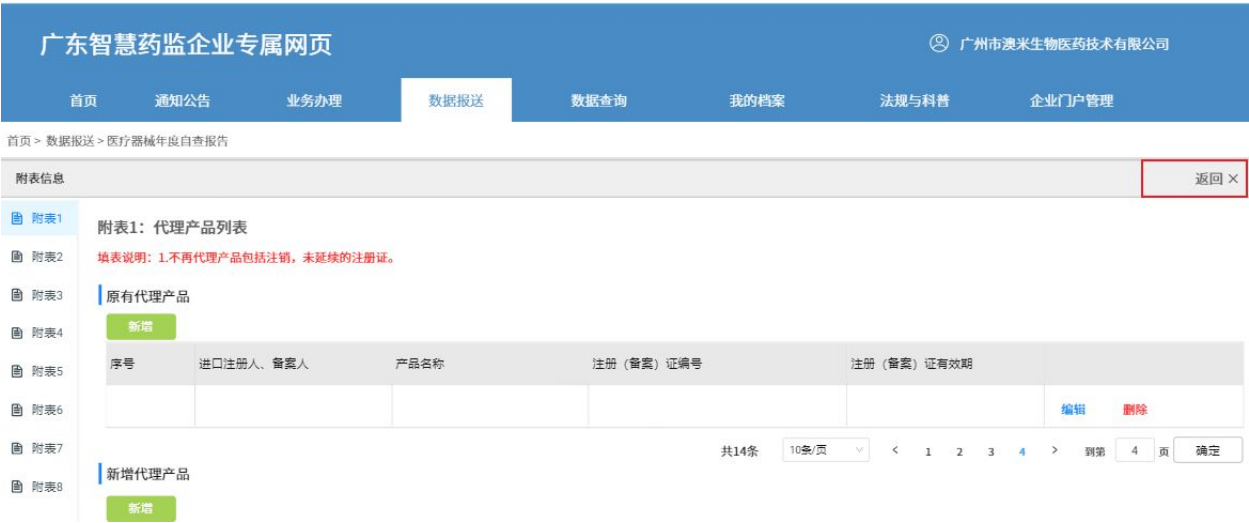 广东智慧药监企业专属网页
广州市澳米生物医药技术有限公司
首页 通知公告 业务办理 数据报送 数据查询 我的档案 法规与科普 企业门户管理
首页 > 数据报送 > 医疗器械年度自查报告
附表信息 返回 ×
附表1
附表2
附表3
附表4
附表5
附表6
附表7
附表8
附表1：代理产品列表
填表说明：1.不再代理产品包括注销，未延续的注册证。
原有代理产品
新增
序号 进口注册人、备案人 产品名称 注册（备案）证编号 注册（备案）证有效期
编辑 删除
共14条 10条/页 < 1 2 3 4 > 到第 4 页 确定
新增代理产品
新增